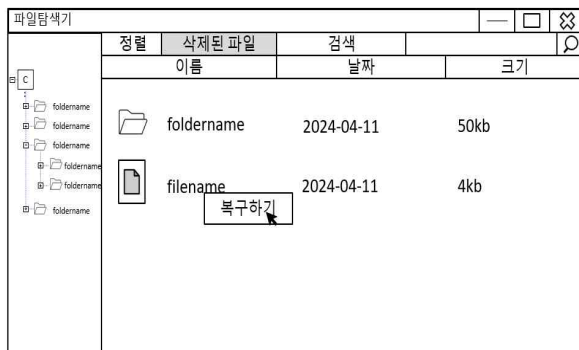 파일탐색기
정렬 삭제된 파일 검색
이름 날짜 크기
C
foldername
foldername
foldername
foldername
foldername
foldername
foldername 2024-04-11 50kb
filename 2024-04-11 4kb
복구하기